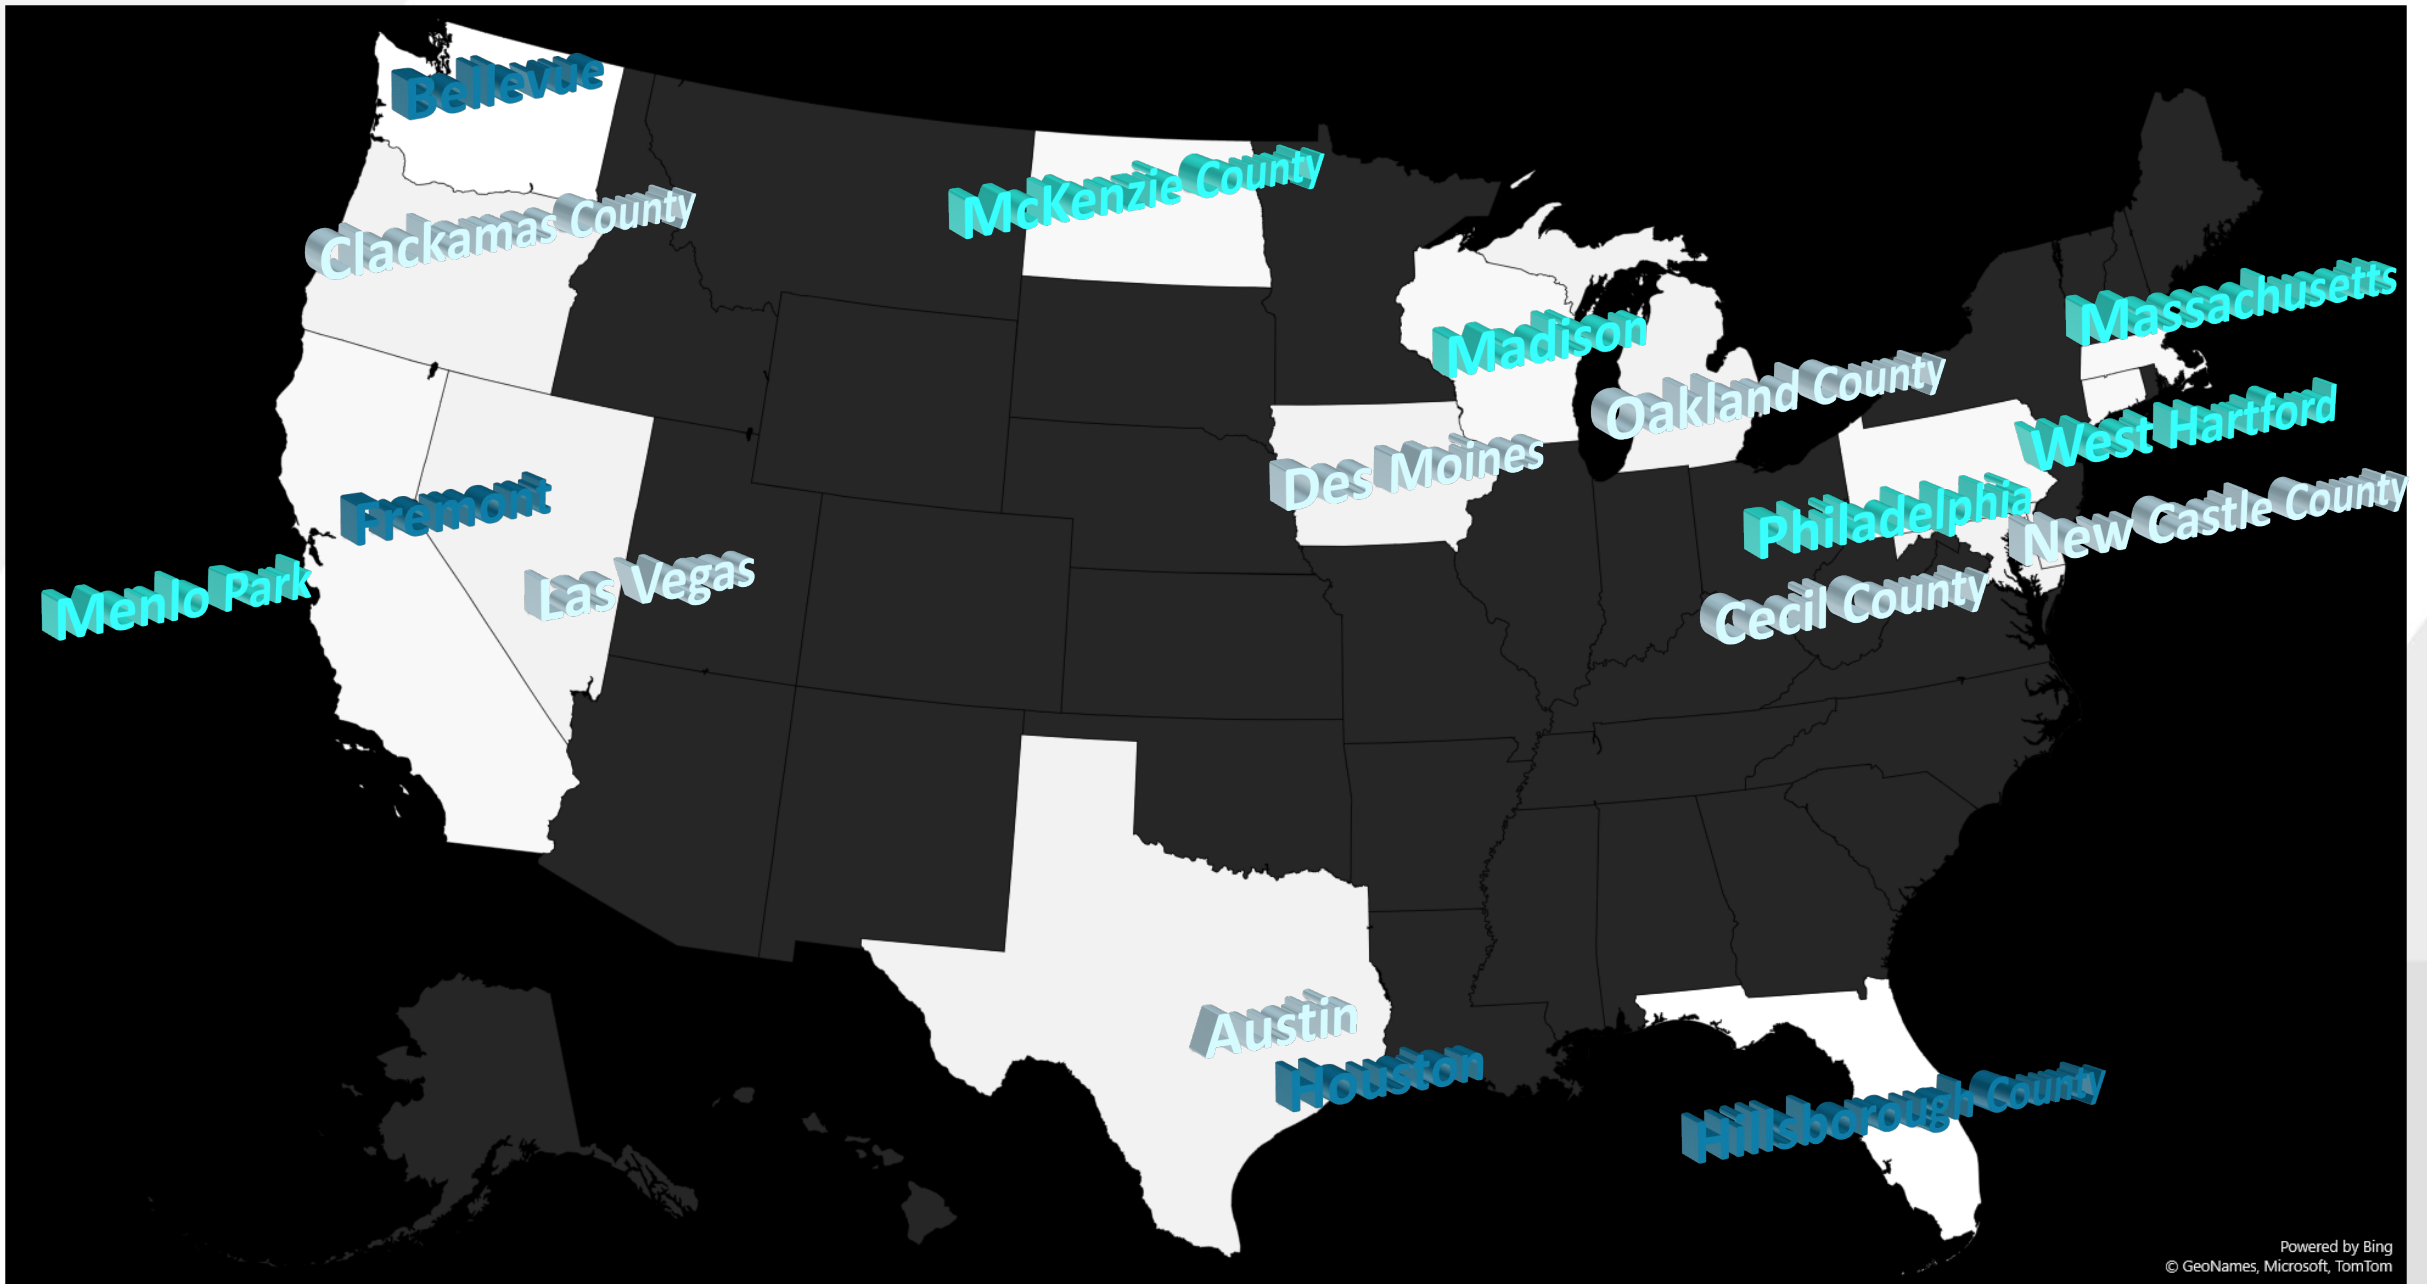 Bellevue
McKenzie County
Clackamas County
Massachusetts
Madison
Oakland County
West Hartford
Des Moines
Fremont
Philadelphia
New Castle County
Menlo Park
Las Vegas
Cecil County
Austin
Houston
Hillsborough County
Powered by Bing
© GeoNames, Microsoft, TomTom